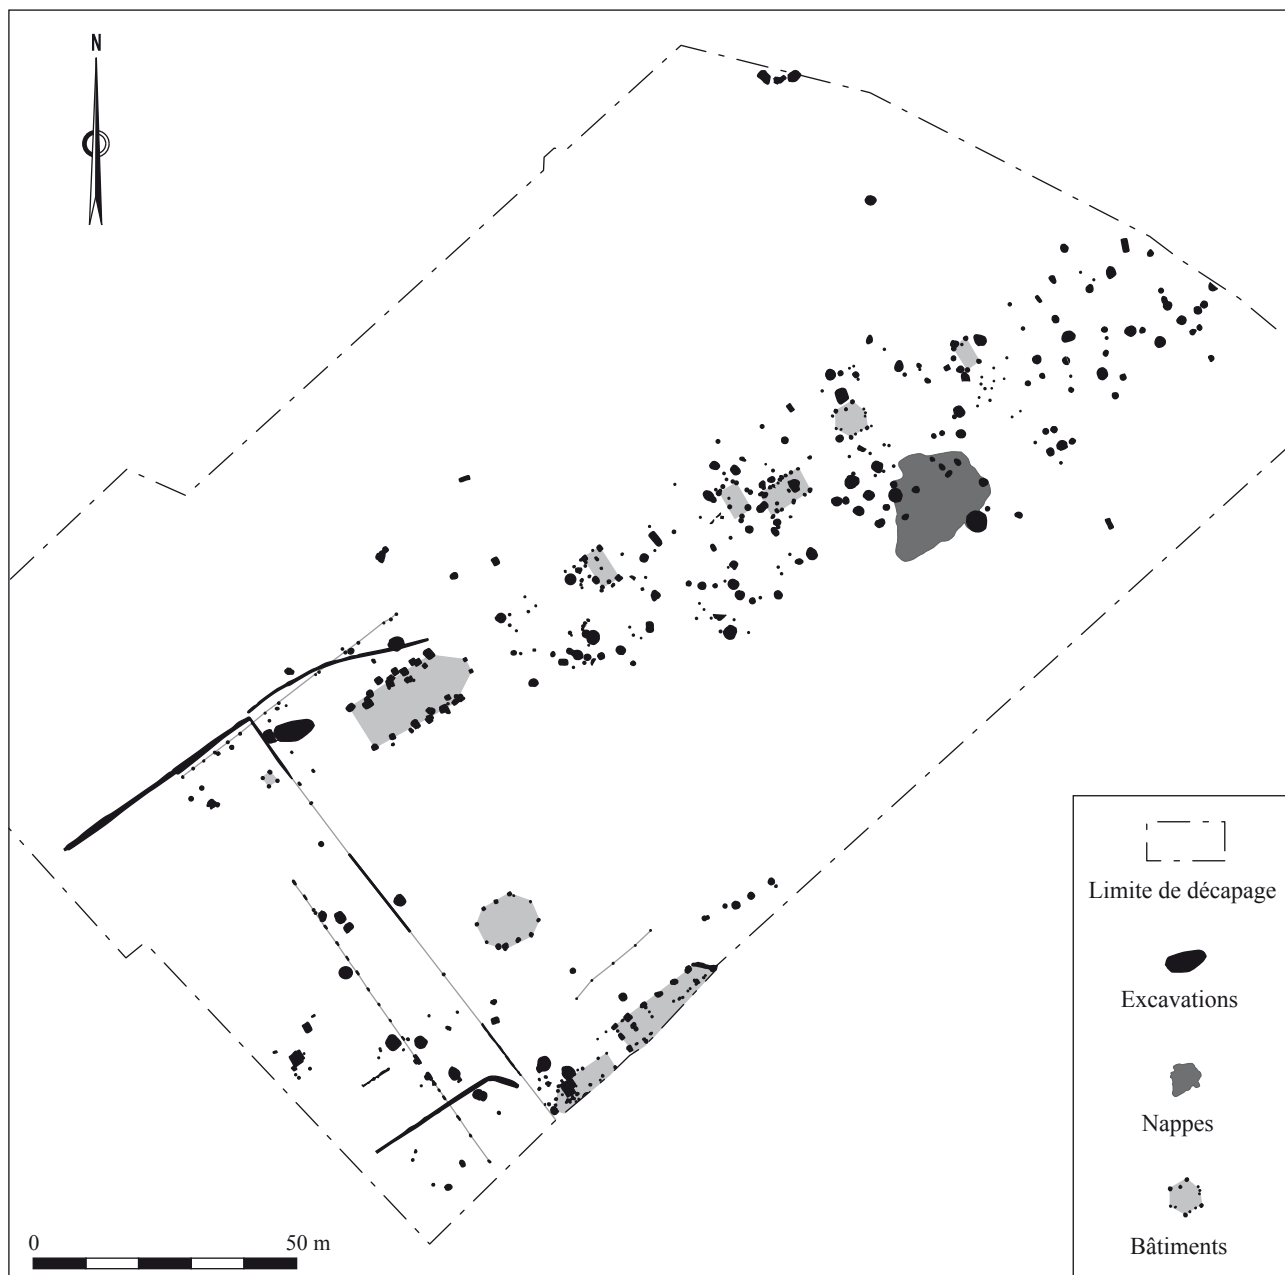 N
Limite de décapage
Excavations
Nappes
Bâtiments
0 50 m